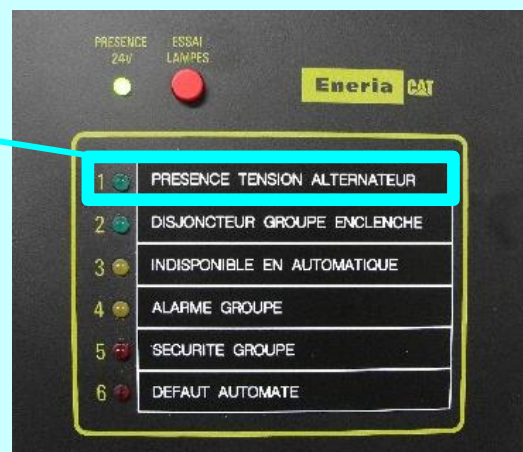 PRESENCE 24V
ESSAI LAMPES
Eneria CAT
1 PRESENCE TENSION ALTERNATEUR
2 DISJONCTEUR GROUPE ENCLENCHE
3 INDISPONIBLE EN AUTOMATIQUE
4 ALARME GROUPE
5 SECURITE GROUPE
6 DEFAUT AUTOMATE